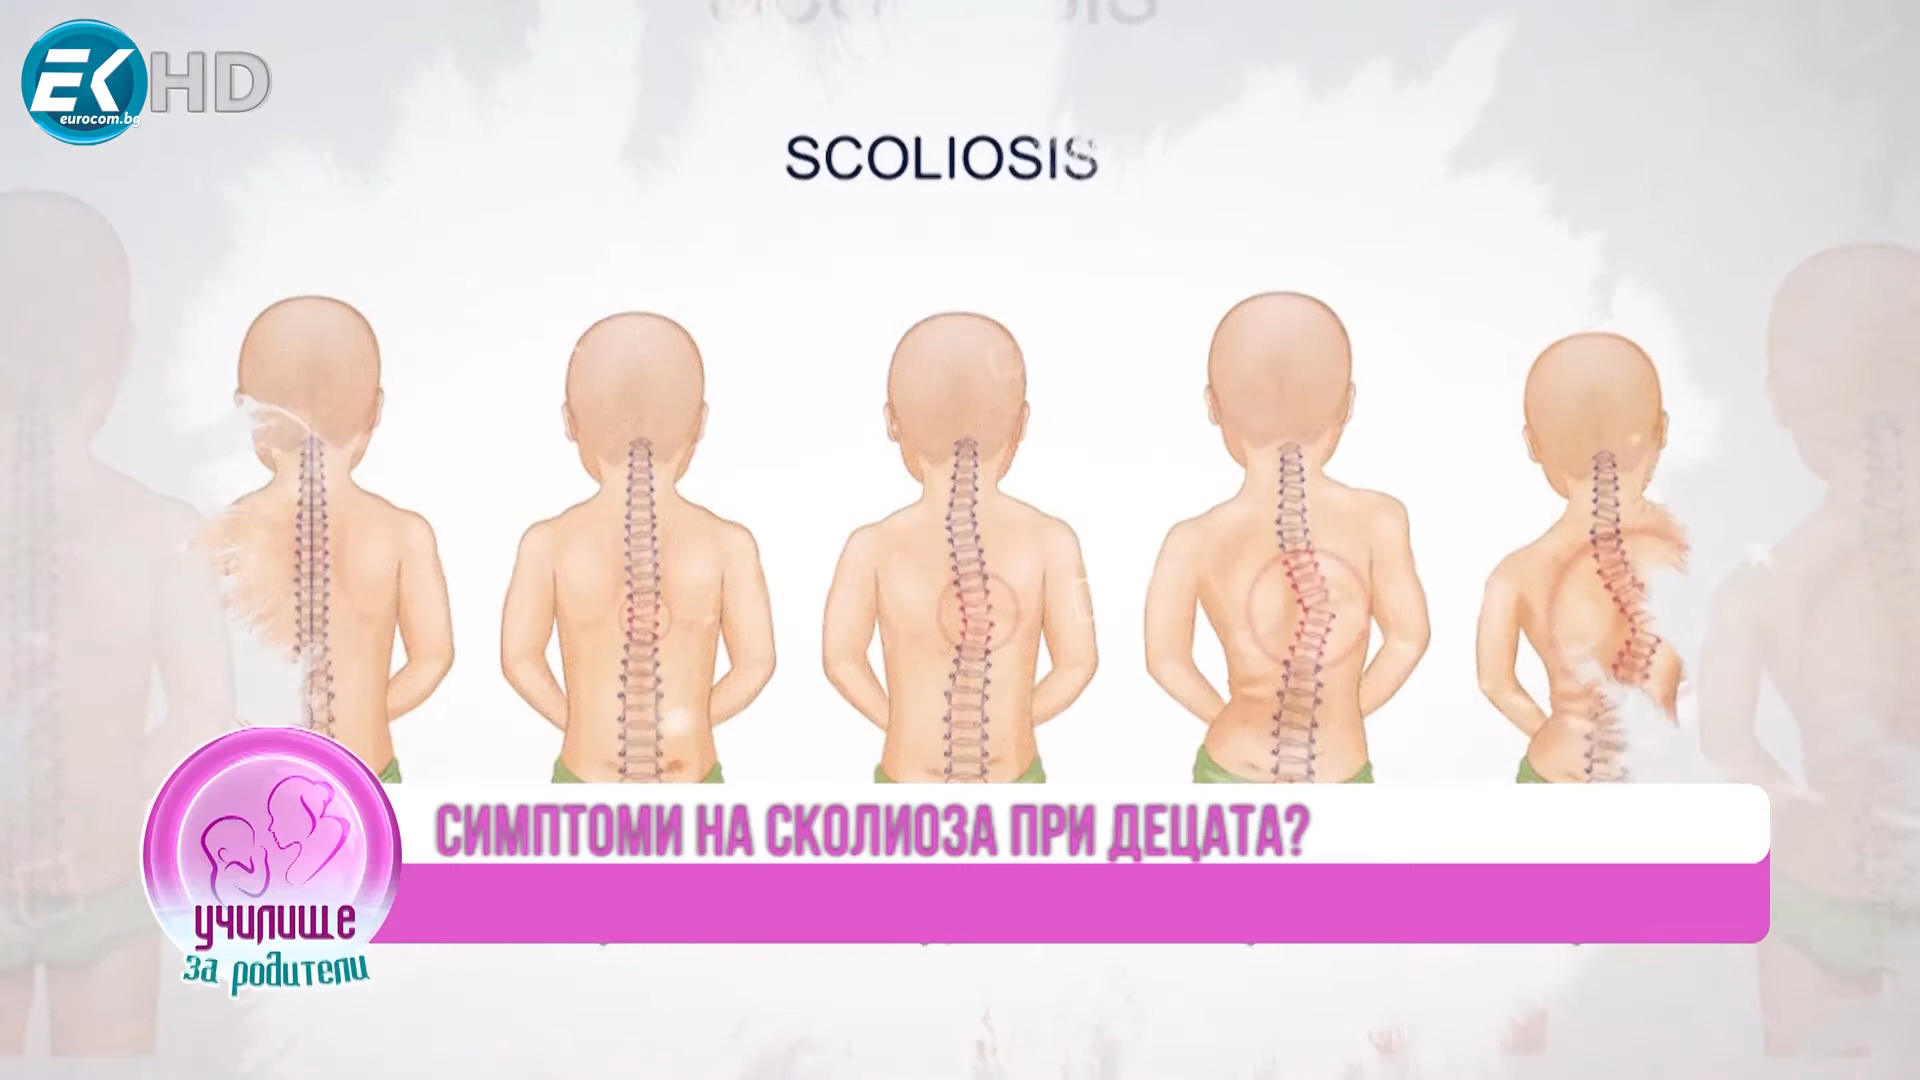 EK HD
eurocom.bg
SCOLIOSIS
СИМПТОМИ НА СКОЛИОЗА ПРИ ДЕЦАТА?
училище
за родители